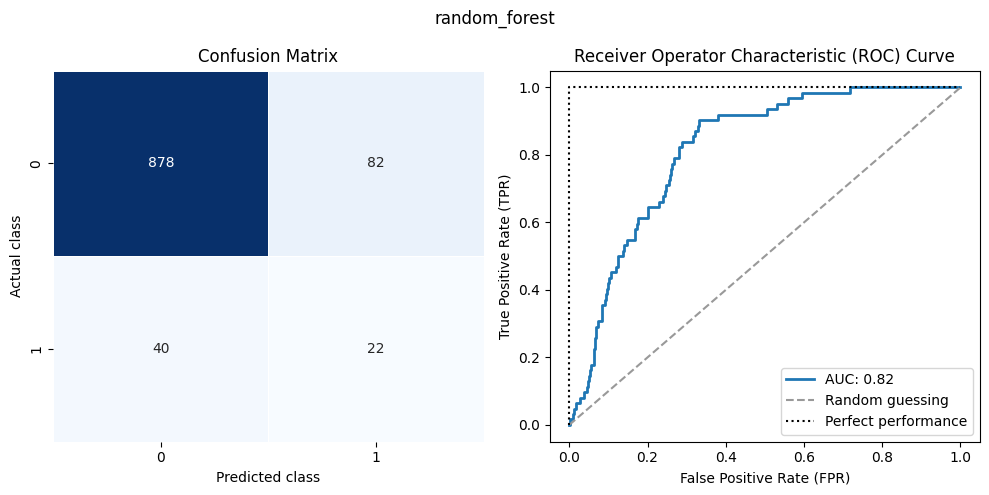 random_forest
Confusion Matrix
0
1
Actual class
878
82
40
22
0
1
Predicted class
Receiver Operator Characteristic (ROC) Curve
1.0
0.8
0.6
0.4
0.2
0.0
True Positive Rate (TPR)
AUC: 0.82
Random guessing
Perfect performance
0.0
0.2
0.4
0.6
0.8
1.0
False Positive Rate (FPR)